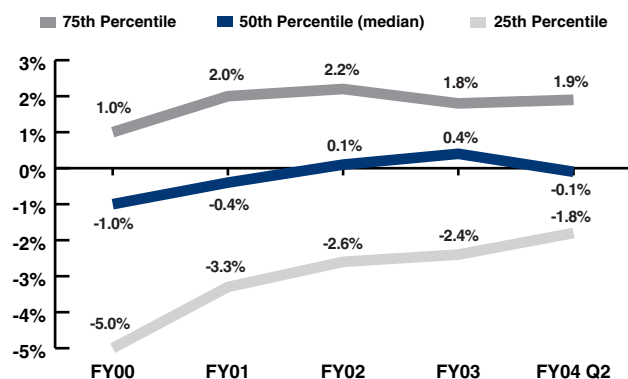 75th Percentile 50th Percentile (median) 25th Percentile
3%
2%
1%
0%
-1%
-2%
-3%
-4%
-5%
1.0% 2.0% 2.2% 1.8% 1.9%
-1.0% -0.4% 0.1% 0.4% -0.1%
-5.0% -3.3% -2.6% -2.4% -1.8%
FY00 FY01 FY02 FY03 FY04 Q2